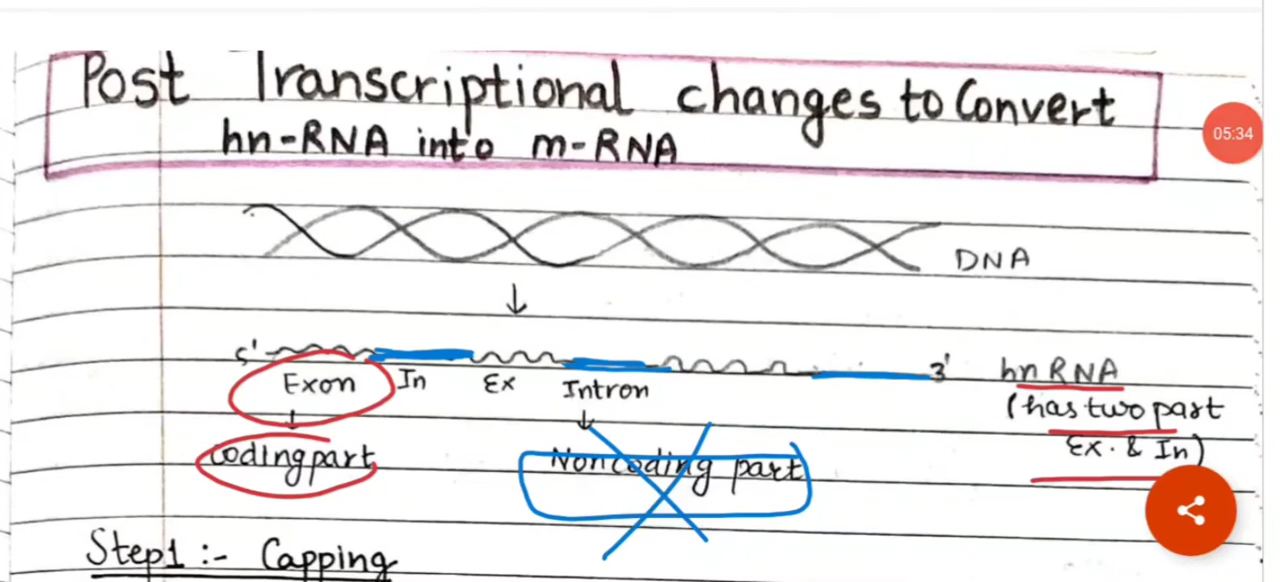 Post Transcriptional changes to Convert
hn-RNA into m-RNA
05:34
DNA
5' 3' hn RNA
Exon In Ex Intron
(has two part
Ex. & In)
Coding part Noncoding part
Step1 :- Capping